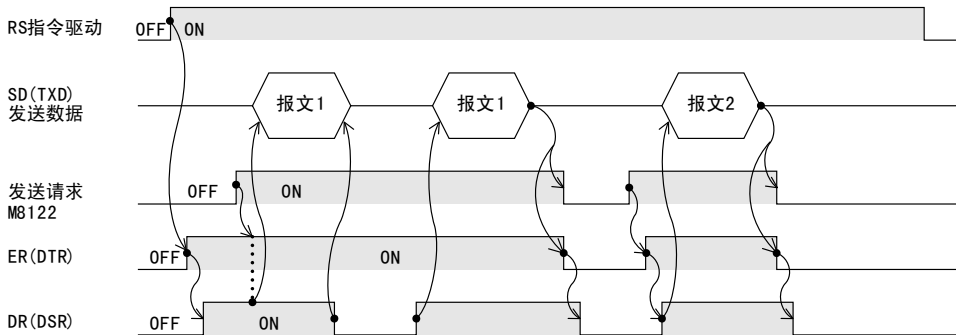 RS指令驱动 OFF ON
SD(TXD)
发送数据
报文1 报文1 报文2
发送请求
M8122
OFF ON
ER(DTR) OFF ON
DR(DSR) OFF ON